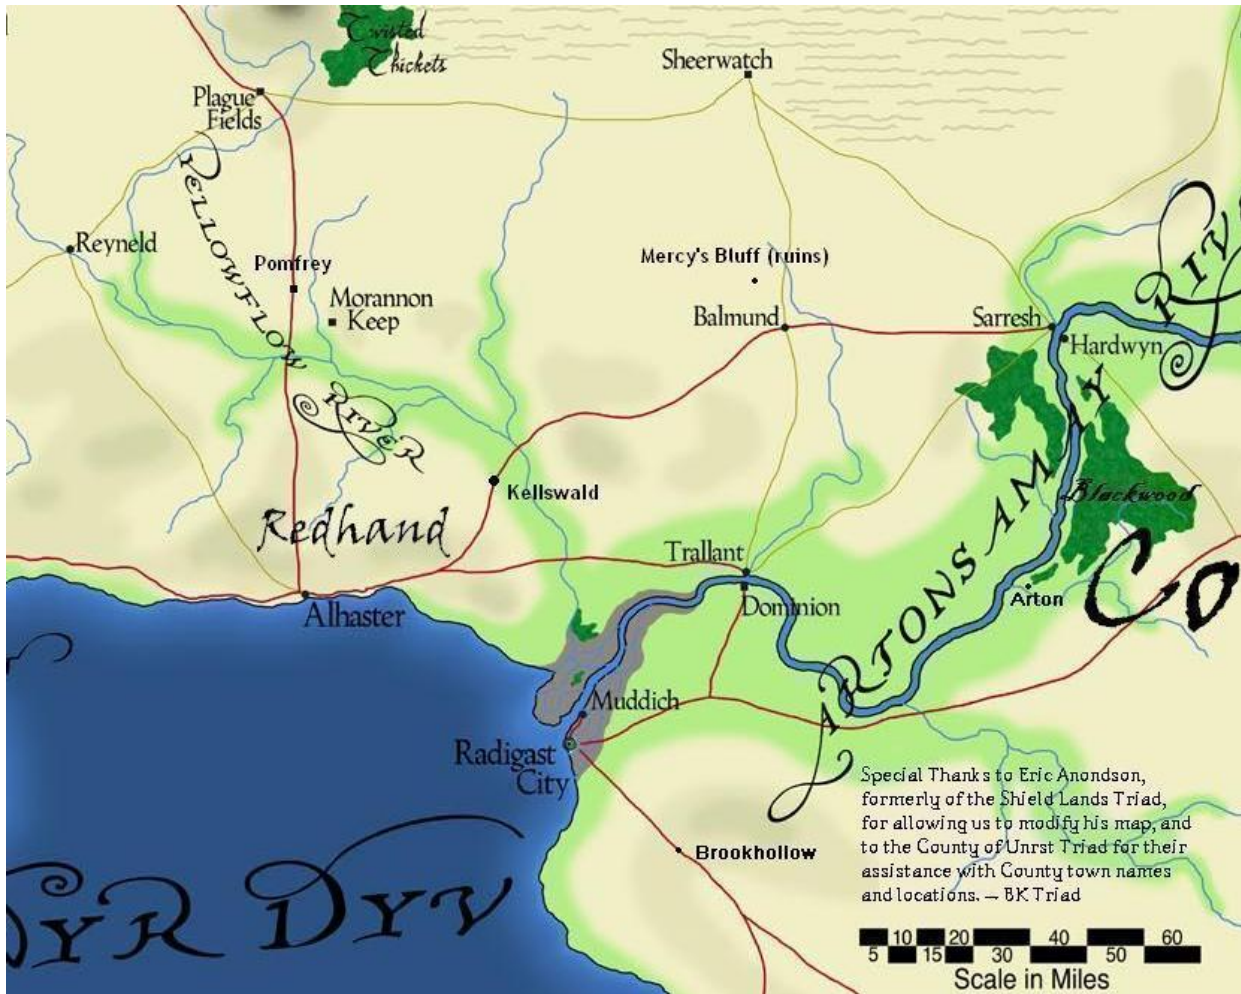 Twisted
Thickets
Sheerwatch
Plague
Fields
YELLOWFLOW
RIVER
Reyneld
Pomfrey
Morannon
Keep
Mercy's Bluff (ruins)
Balmund
Sarresh
Hardwyn
Kellswald
Redhand
Blackwood
ARTONSAMAY
Trallant
Dominion
Arton
Co
Alhaster
Muddich
Radigast
City
Brookhollow
YR DYV
Special Thanks to Eric Anondson,
formerly of the Shield Lands Triad,
for allowing us to modify his map, and
to the County of Unrst Triad for their
assistance with County town names
and locations. – BK Triad
10 20 40 60
5 15 30 50
Scale in Miles